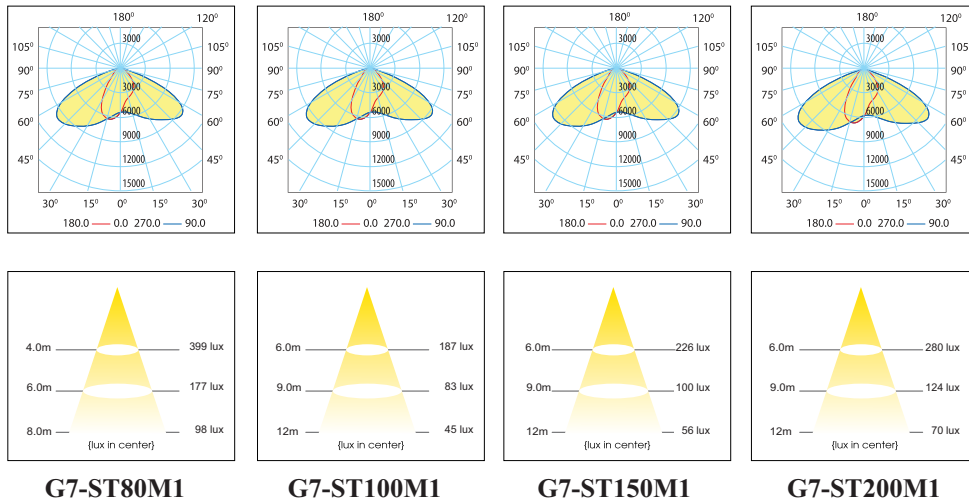 180⁰ 120⁰
105⁰ 3000 105⁰
90⁰ 90⁰
75⁰ 3000 75⁰
60⁰ 6000 60⁰
9000
45⁰ 12000 45⁰
15000
30⁰ 15⁰ 0⁰ 15⁰ 30⁰
180.0 0.0 270.0 90.0
180⁰ 120⁰
105⁰ 3000 105⁰
90⁰ 90⁰
75⁰ 3000 75⁰
60⁰ 6000 60⁰
9000
45⁰ 12000 45⁰
15000
30⁰ 15⁰ 0⁰ 15⁰ 30⁰
180.0 0.0 270.0 90.0
180⁰ 120⁰
105⁰ 3000 105⁰
90⁰ 90⁰
75⁰ 3000 75⁰
60⁰ 6000 60⁰
9000
45⁰ 12000 45⁰
15000
30⁰ 15⁰ 0⁰ 15⁰ 30⁰
180.0 0.0 270.0 90.0
180⁰ 120⁰
105⁰ 3000 105⁰
90⁰ 90⁰
75⁰ 3000 75⁰
60⁰ 6000 60⁰
9000
45⁰ 12000 45⁰
15000
30⁰ 15⁰ 0⁰ 15⁰ 30⁰
180.0 0.0 270.0 90.0
4.0m 399 lux
6.0m 177 lux
8.0m 98 lux
{lux in center}
G7-ST80M1
6.0m 187 lux
9.0m 83 lux
12m 45 lux
{lux in center}
G7-ST100M1
6.0m 226 lux
9.0m 100 lux
12m 56 lux
{lux in center}
G7-ST150M1
6.0m 280 lux
9.0m 124 lux
12m 70 lux
{lux in center}
G7-ST200M1